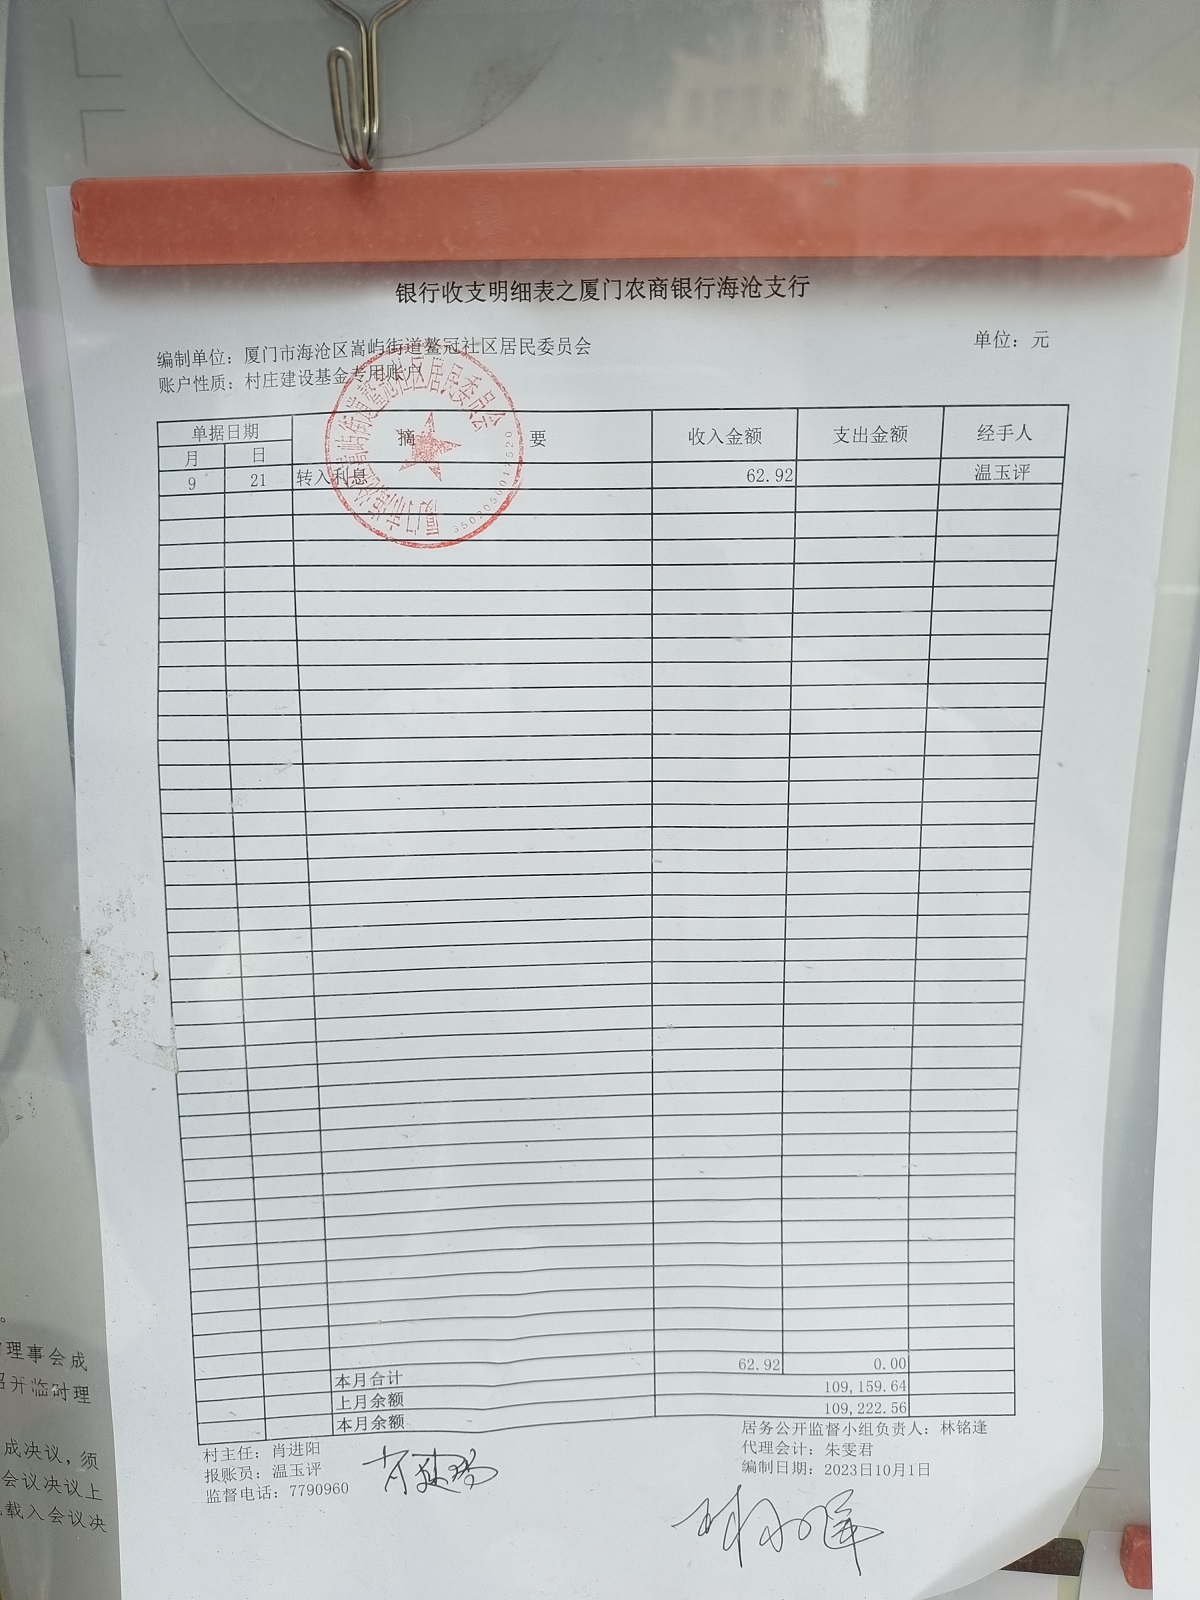 银行收支明细表之厦门农商银行海沧支行
编制单位：厦门市海沧区嵩屿街道鳌冠社区居民委员会
单位：元
账户性质：村庄建设基金专用账户
单据日期 摘 要 收入金额 支出金额 经手人
月 日
9 21 转入利息 62.92 温玉评
本月合计 62.92 0.00
上月余额 109,159.64
本月余额 109,222.56
村主任：肖进阳
居务公开监督小组负责人：林铭逢
报账员：温玉评
代理会计：朱雯君
监督电话：7790960
编制日期：2023日10月1日
理事会成
召开临时理
成决议，须
会议决议上
载入会议决